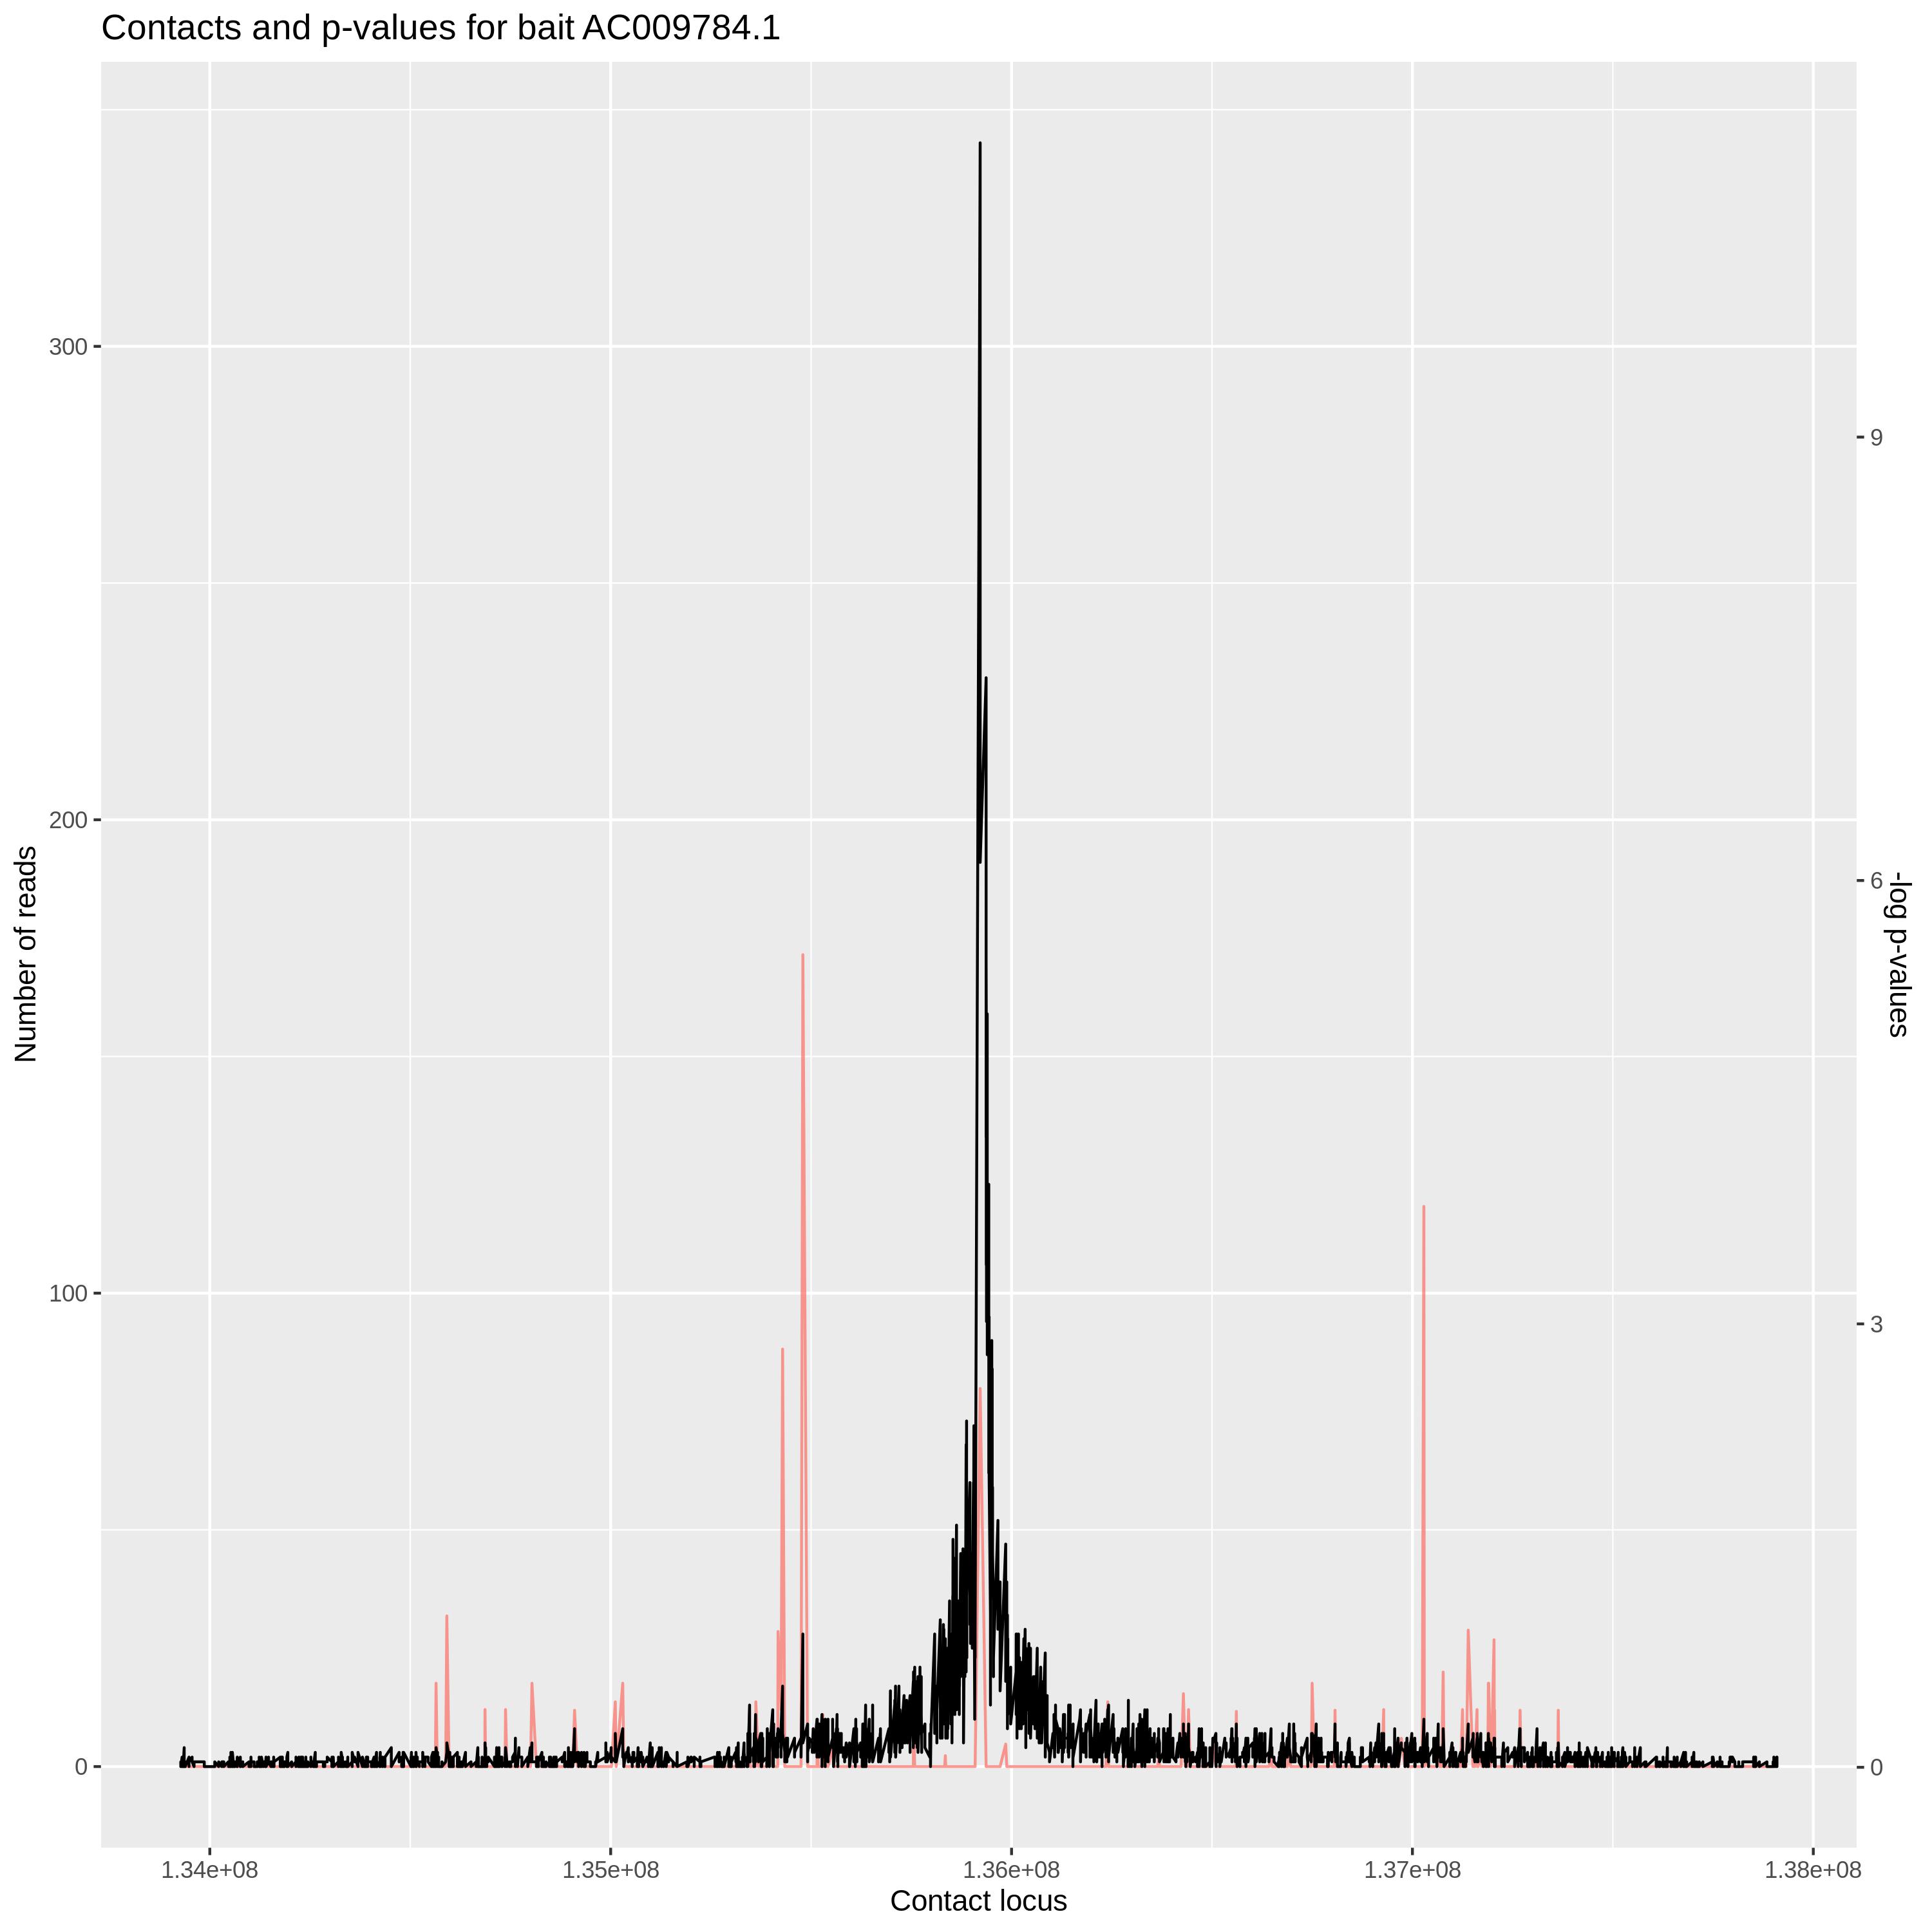 Contacts and p-values for bait AC009784.1
300
200
100
0
Number of reads
9
6
3
0
-log p-values
1.34e+08
1.35e+08
1.36e+08
1.37e+08
1.38e+08
Contact locus